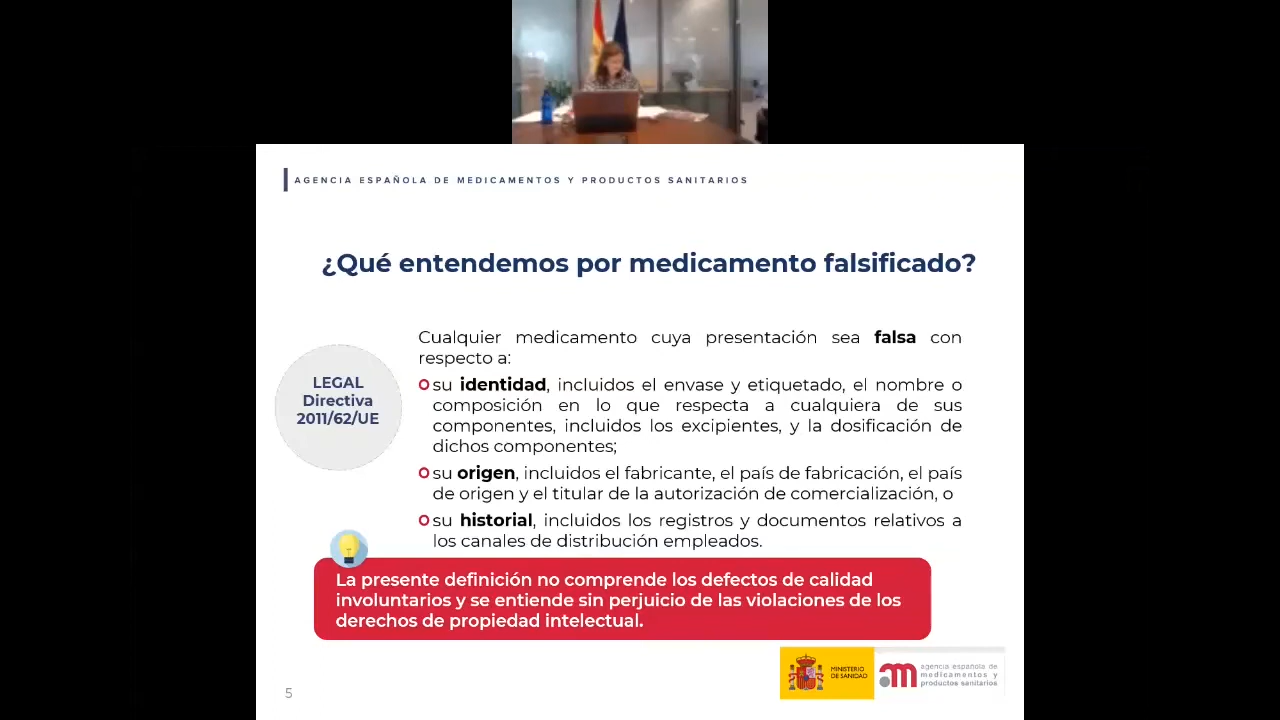 AGENCIA ESPAÑOLA DE MEDICAMENTOS Y PRODUCTOS SANITARIOS
¿Qué entendemos por medicamento falsificado?
LEGAL
Directiva
2011/62/UE
Cualquier medicamento cuya presentación sea falsa con
respecto a:
su identidad, incluidos el envase y etiquetado, el nombre o
composición en lo que respecta a cualquiera de sus
componentes, incluidos los excipientes, y la dosificación de
dichos componentes;
su origen, incluidos el fabricante, el país de fabricación, el país
de origen y el titular de la autorización de comercialización, o
su historial, incluidos los registros y documentos relativos a
los canales de distribución empleados.
La presente definición no comprende los defectos de calidad
involuntarios y se entiende sin perjuicio de las violaciones de los
derechos de propiedad intelectual.
MINISTERIO
DE SANIDAD
am
agencia española de
medicamentos y
productos sanitarios
5